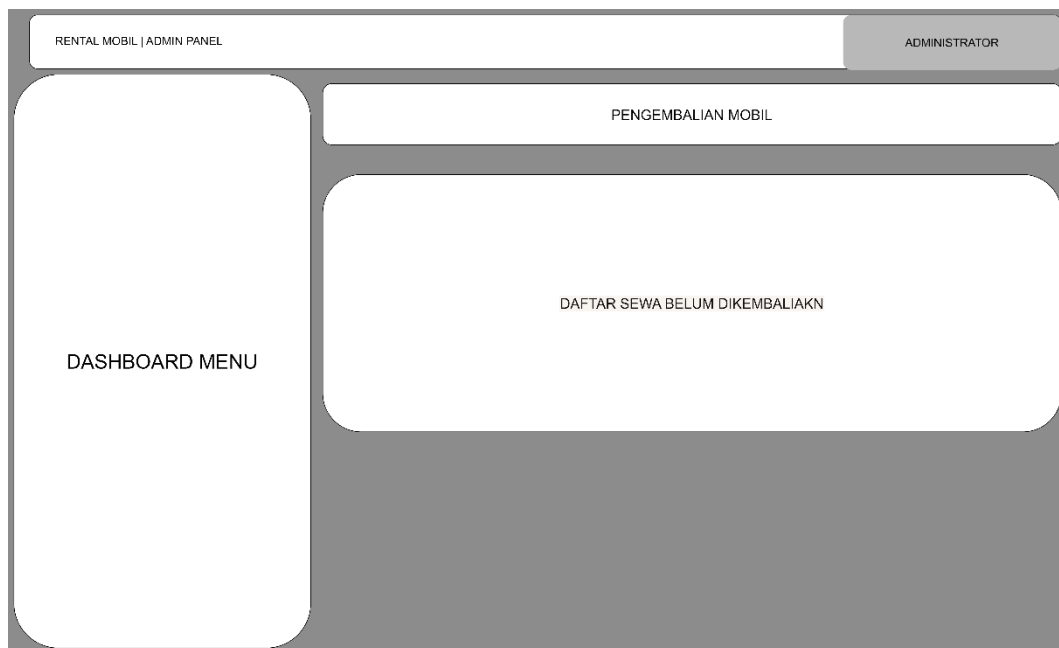 RENTAL MOBIL | ADMIN PANEL
ADMINISTRATOR
PENGEMBALIAN MOBIL
DASHBOARD MENU
DAFTAR SEWA BELUM DIKEMBALIAKN